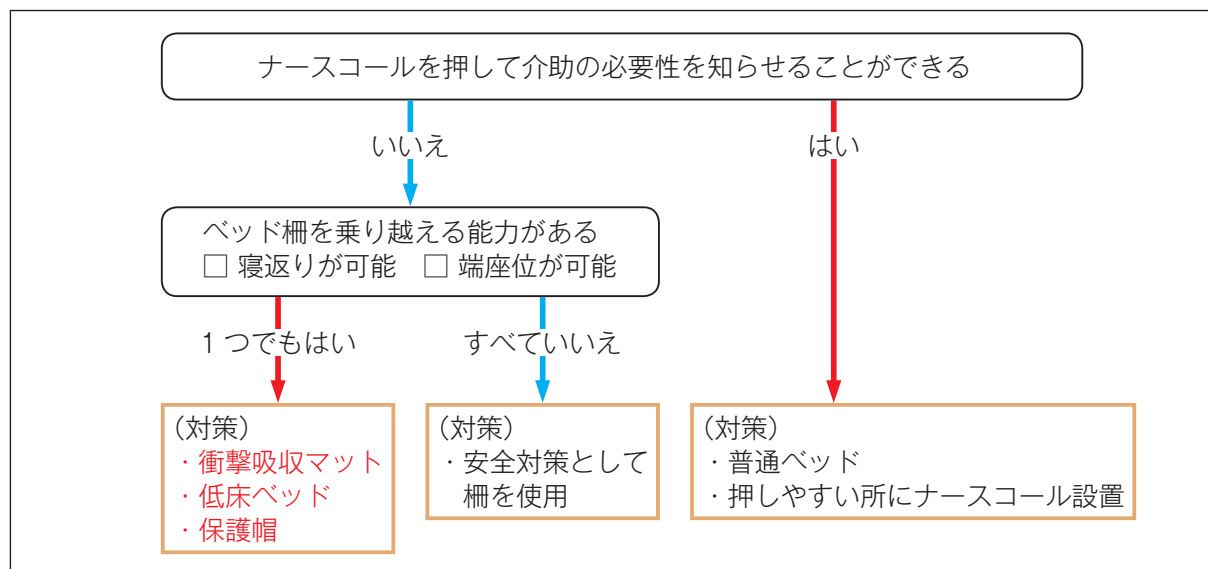 ナースコールを押して介助の必要性を知らせることができる
いいえ
はい
ベッド柵を乗り越える能力がある
□ 寝返りが可能 □ 端座位が可能
1 つでもはい
すべていいえ
（対策）
・衝撃吸収マット
・低床ベッド
・保護帽
（対策）
・安全対策として
柵を使用
（対策）
・普通ベッド
・押しやすい所にナースコール設置